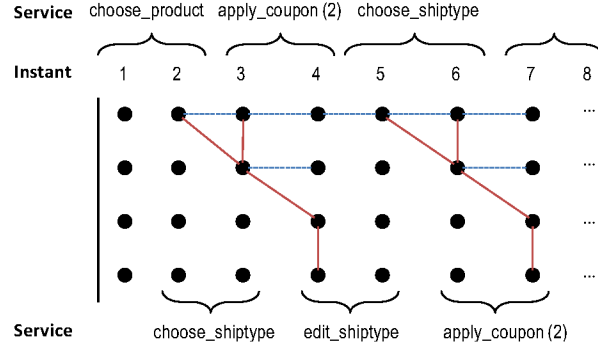 Service choose_product apply_coupon (2) choose_shiptype
Instant 1 2 3 4 5 6 7 8
...
...
...
...
choose_shiptype edit_shiptype apply_coupon (2)
Service